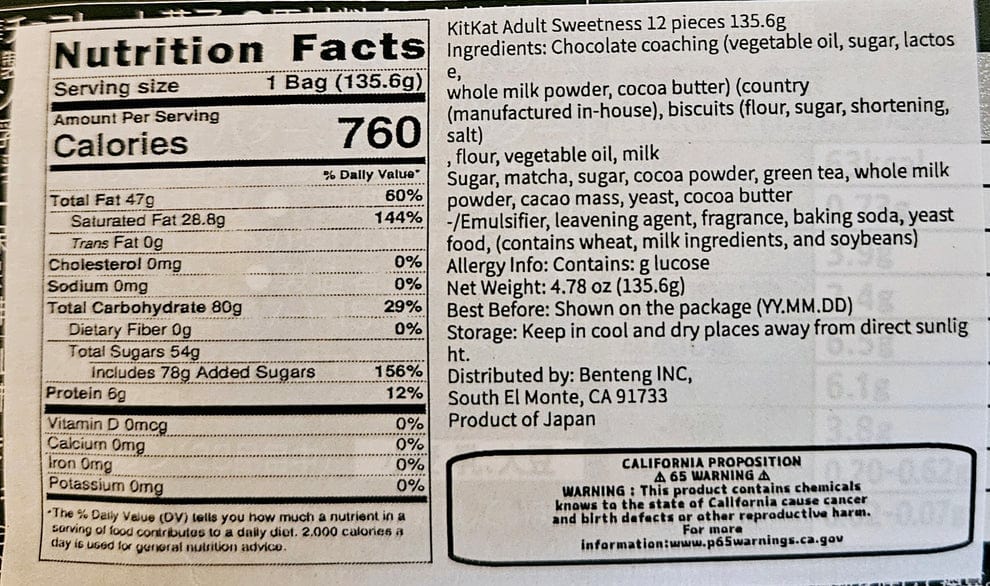 Nutrition Facts
Serving size 1 Bag (135.6g)
Amount Per Serving
Calories 760
% Daily Value*
Total Fat 47g 60%
Saturated Fat 28.8g 144%
Trans Fat 0g
Cholesterol 0mg 0%
Sodium 0mg 0%
Total Carbohydrate 80g 29%
Dietary Fiber 0g 0%
Total Sugars 54g
Includes 78g Added Sugars 156%
Protein 6g 12%
Vitamin D 0mcg 0%
Calcium 0mg 0%
Iron 0mg 0%
Potassium 0mg 0%
*The % Daily Value (DV) tells you how much a nutrient in a
serving of food contributes to a daily diet. 2,000 calories a
day is used for general nutrition advice.
KitKat Adult Sweetness 12 pieces 135.6g
Ingredients: Chocolate coaching (vegetable oil, sugar, lactos
e,
whole milk powder, cocoa butter) (country
(manufactured in-house), biscuits (flour, sugar, shortening,
salt)
, flour, vegetable oil, milk
Sugar, matcha, sugar, cocoa powder, green tea, whole milk
powder, cacao mass, yeast, cocoa butter
-/Emulsifier, leavening agent, fragrance, baking soda, yeast
food, (contains wheat, milk ingredients, and soybeans)
Allergy Info: Contains: g lucose
Net Weight: 4.78 oz (135.6g)
Best Before: Shown on the package (YY.MM.DD)
Storage: Keep in cool and dry places away from direct sunlig
ht.
Distributed by: Benteng INC,
South El Monte, CA 91733
Product of Japan
CALIFORNIA PROPOSITION
⚠ 65 WARNING ⚠
WARNING : This product contains chemicals
knows to the state of California cause cancer
and birth defects or other reproductive harm.
For more
information:www.p65warnings.ca.gov